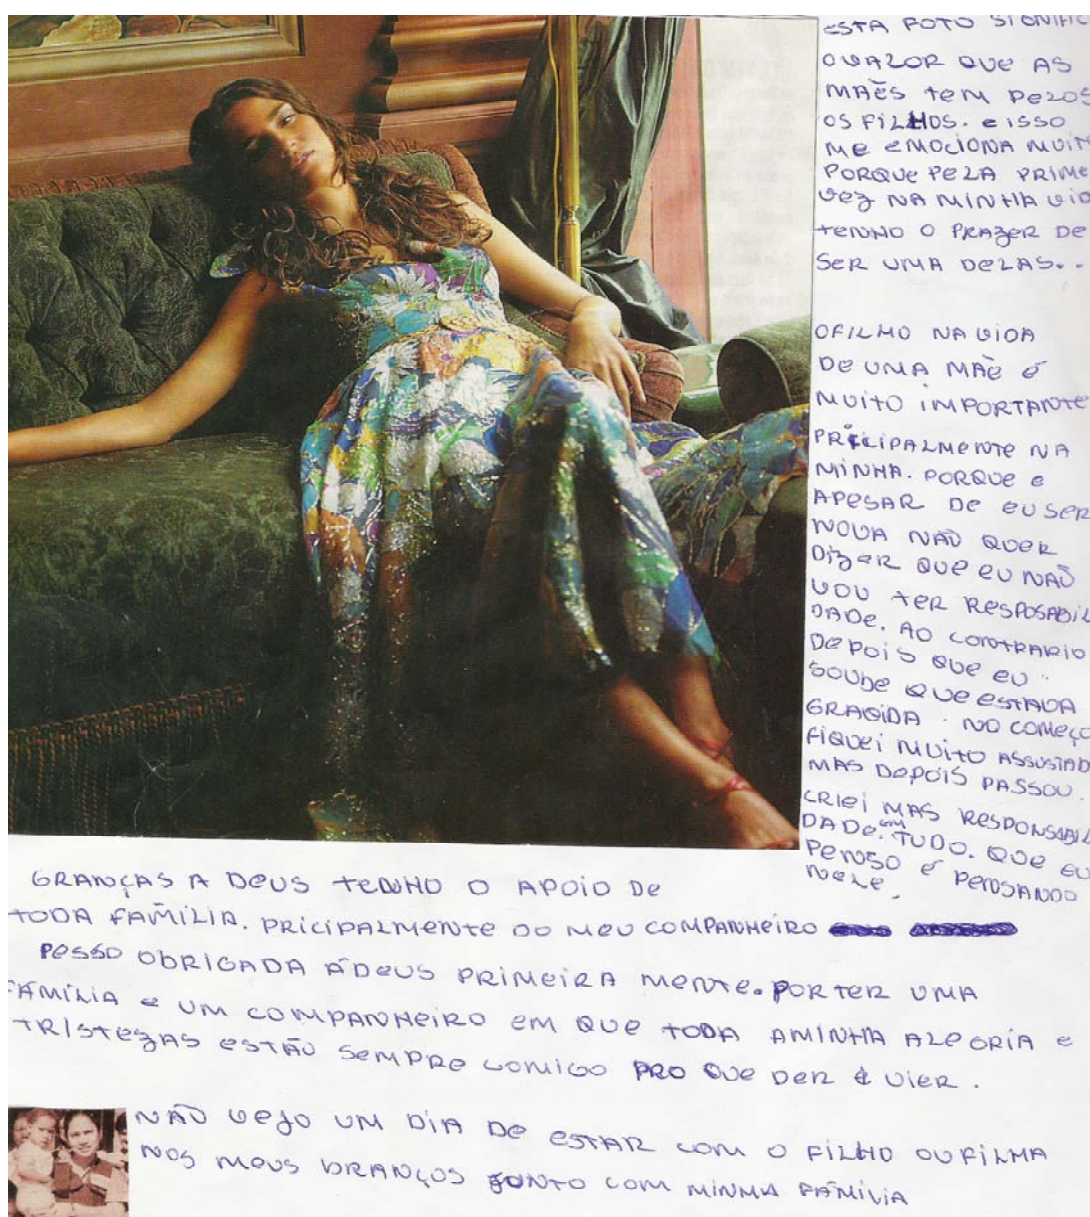 ESTA FOTO SIGNIFIC
O VALOR QUE AS
MAẼS tem Pelos
OS FILHOS. e isso
Me emociona muit
PORQUE Pela PRIME
vez NA MINHA vid
tenho O PRAZER De
SER UMA Delas..
O FILHO NA VIDA
De UMA Mãe é
MUITO IMPORTANTE
PRICIPALMENTE NA
MINHA. PORQUE e
APESAR De eu SER
NOVA NÃO QUER
DIZER QUE eu NAÕ
VOU ter RESPOSABIL
DADE. AO CONTRARIO
DePOIS QUE eu
SOUBE QUE ESTAVA
GRAVIDA. NO COMEÇO
FIQUEI MUITO ASSUSTAD
MAS DEPOIS PASSOU.
CRIEI MAS RESPONSABIL
DADE. em TUDO. QUE EU
PENSO É PENSANDO
Nele.
GRANÇAS A DEUS TENHO O APOIO DE
TODA FAMÍLIA. PRICIPALMENTE DO MEU COMPANHEIRO
PESSO OBRIGADA A DEUS PRIMEIRA MENTE. POR TER UMA
FAMÍLIA e UM COMPANHEIRO EM QUE TODA AMINHA ALEGRIA e
TRISTEZAS ESTÃO SEMPRE COMIGO PRO QUE DER É VIER.
NÃO VEJO UM DIA DE ESTAR COM O FILHO OU FILHA
NOS MEUS BRANÇOS JUNTO COM MINHA FAMÍLIA